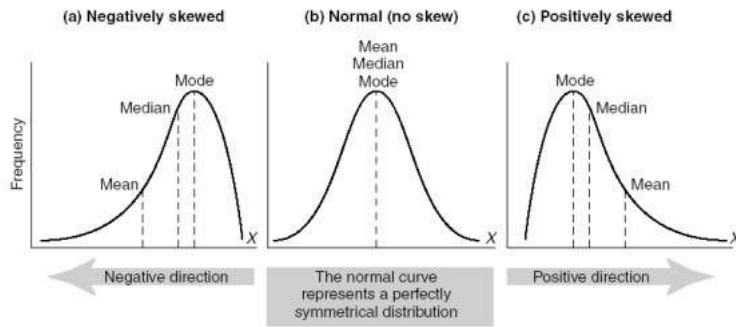 (a) Negatively skewed
(b) Normal (no skew)
(c) Positively skewed
Frequency
Mode
Median
Mean
X
Mean
Median
Mode
X
Mode
Median
Mean
X
Negative direction
The normal curve
represents a perfectly
symmetrical distribution
Positive direction